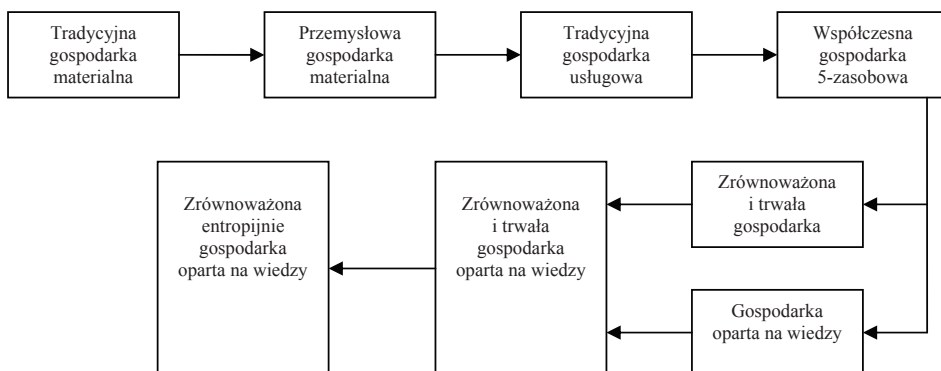 Tradycyjna
gospodarka
materialna
Przemysłowa
gospodarka
materialna
Tradycyjna
gospodarka
usługowa
Współczesna
gospodarka
5-zasobowa
Zrównoważona
i trwała
gospodarka
Gospodarka
oparta na wiedzy
Zrównoważona
i trwała
gospodarka
oparta na wiedzy
Zrównoważona
entropijnie
gospodarka
oparta na wiedzy